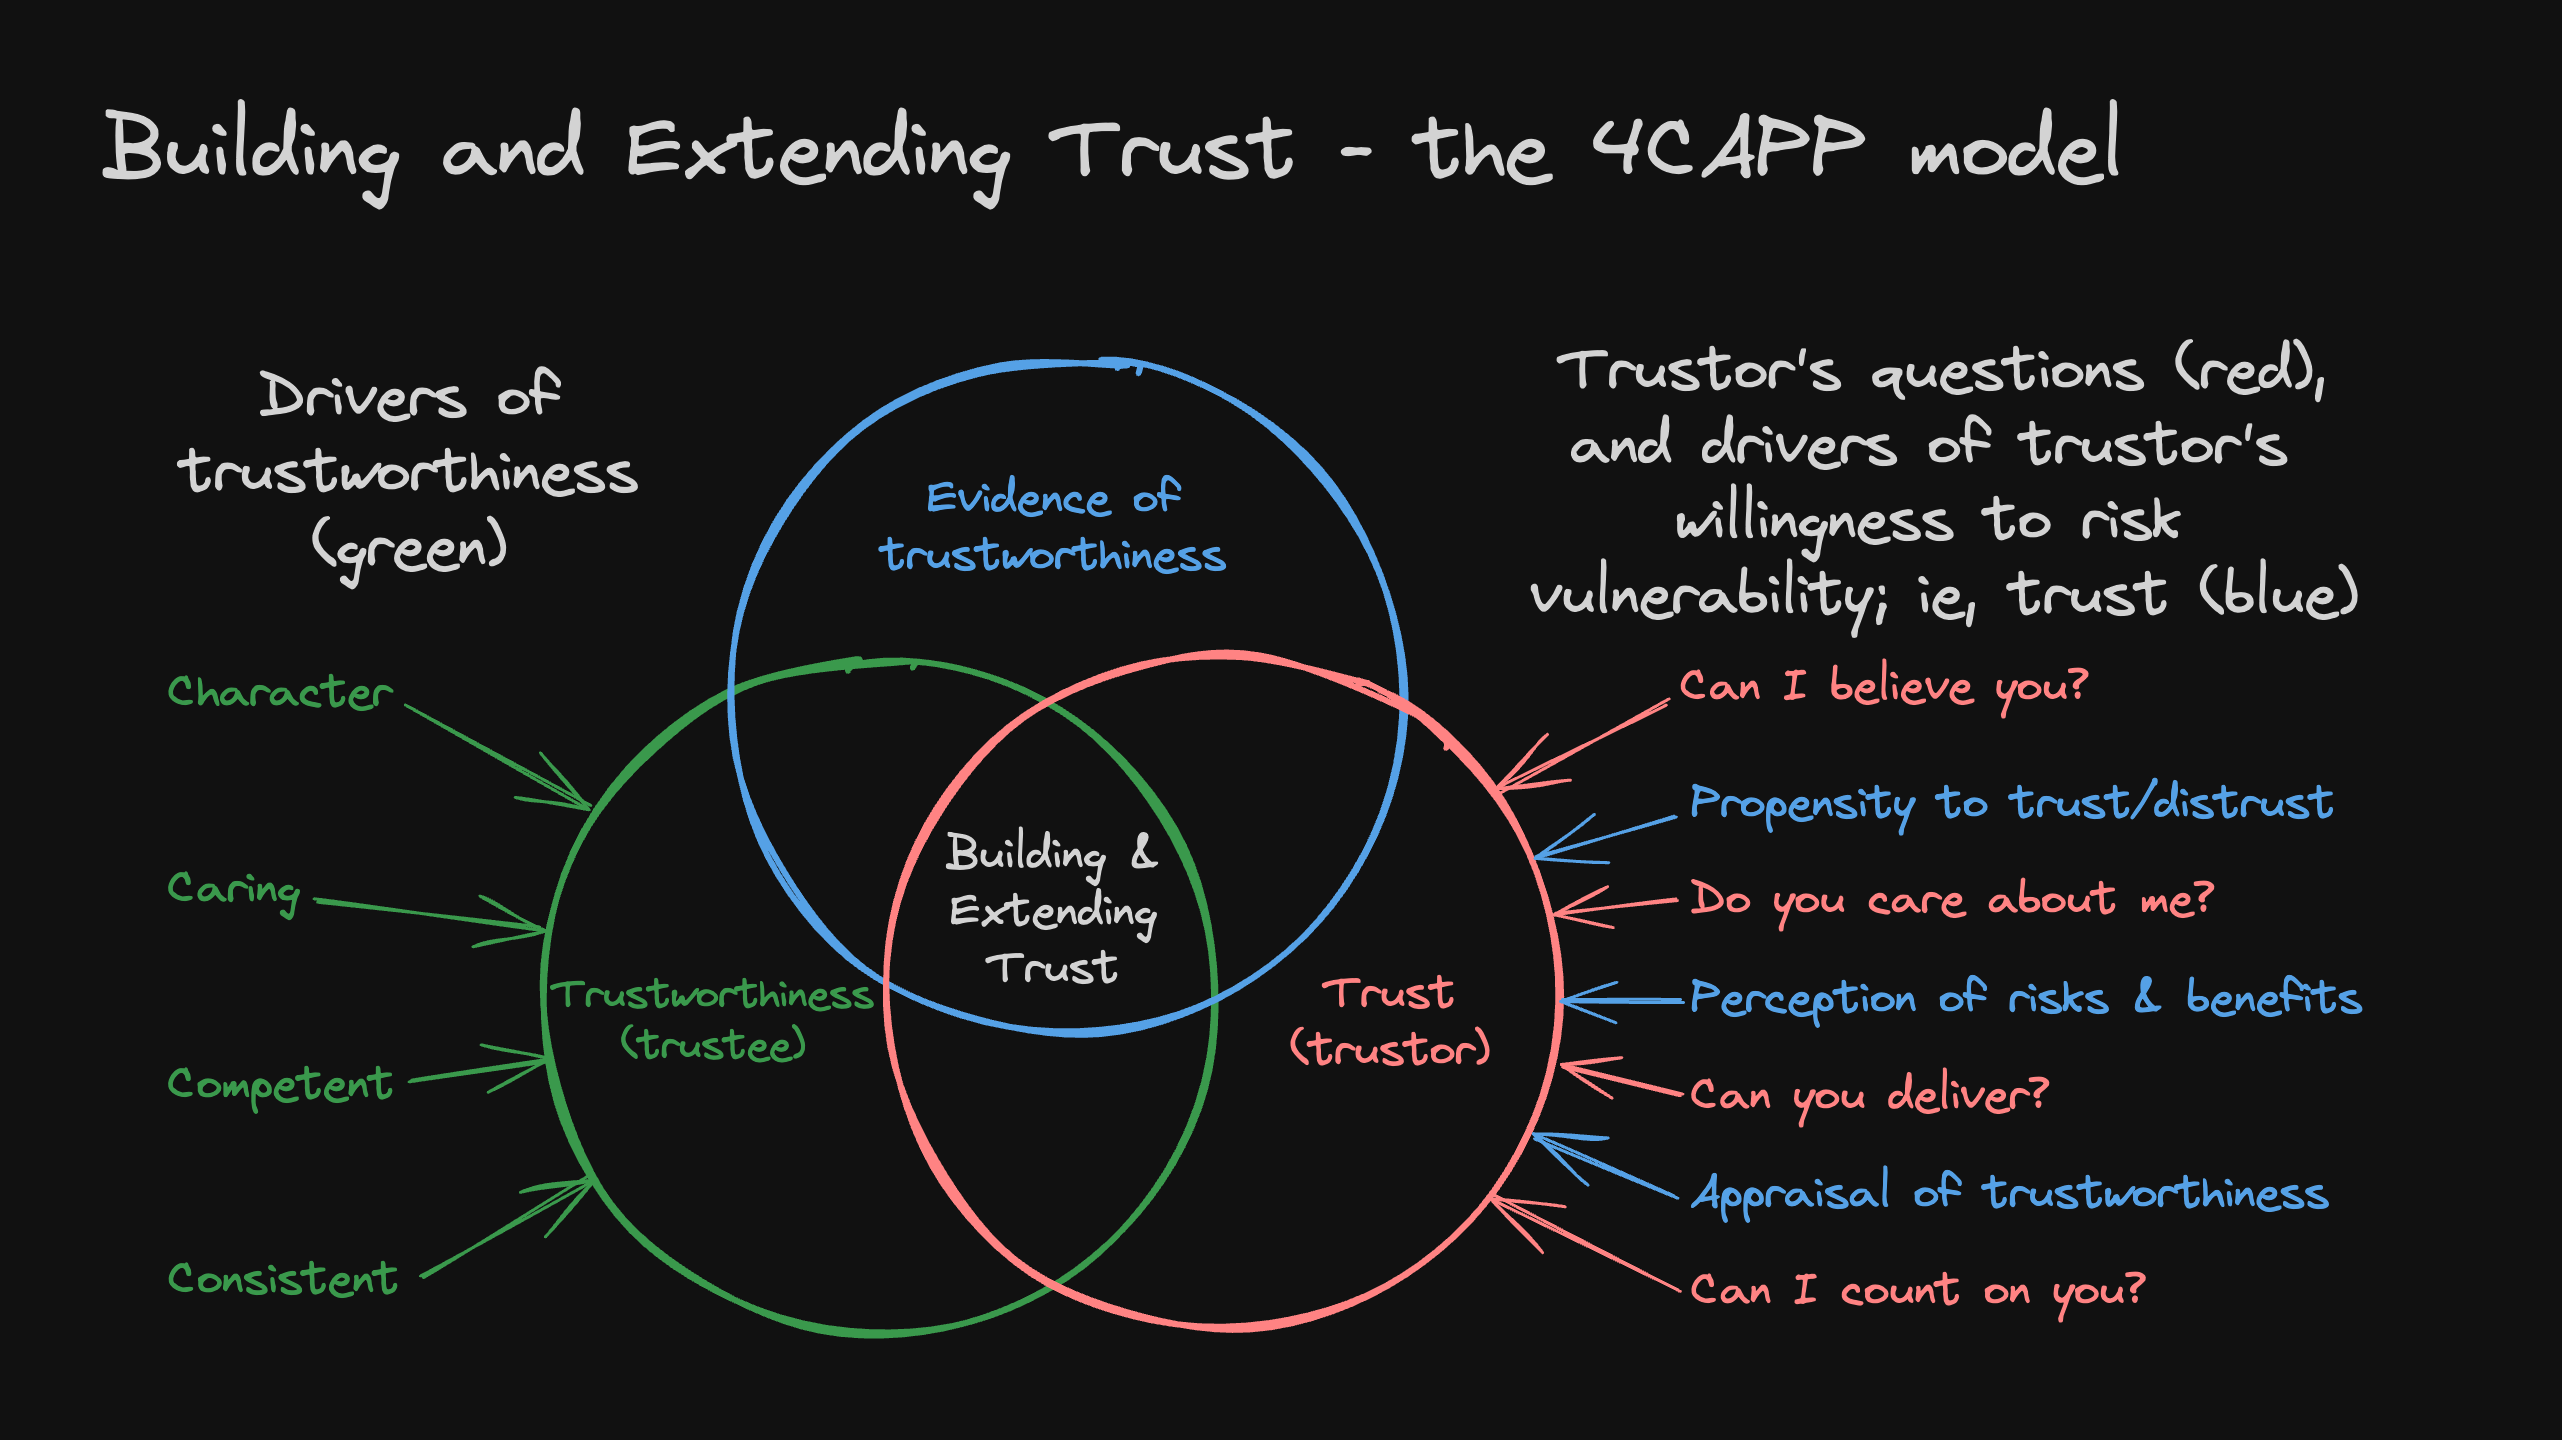 Building and Extending Trust - the 4CAPP model
Drivers of
trustworthiness
(green)
Character
Caring
Competent
Consistent
Evidence of
trustworthiness
Building &
Extending
Trust
Trustworthiness
(trustee)
Trust
(trustor)
Trustor's questions (red),
and drivers of trustor's
willingness to risk
vulnerability; ie, trust (blue)
Can I believe you?
Propensity to trust/distrust
Do you care about me?
Perception of risks & benefits
Can you deliver?
Appraisal of trustworthiness
Can I count on you?